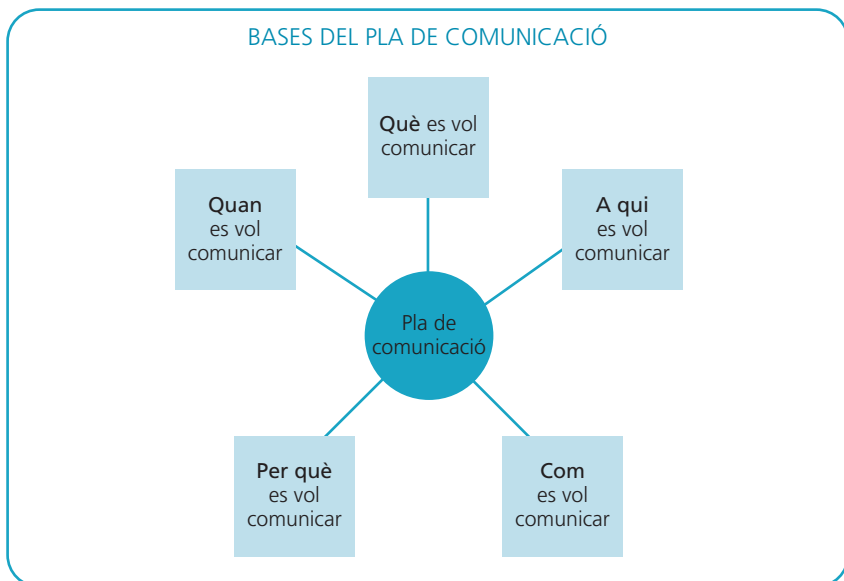 BASES DEL PLA DE COMUNICACIÓ
Què es vol
comunicar
Quan
es vol
comunicar
A qui
es vol
comunicar
Pla de
comunicació
Per què
es vol
comunicar
Com
es vol
comunicar